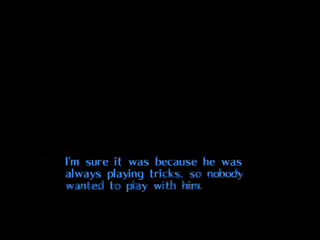 I'm sure it was because he was
always playing tricks, so nobody
wanted to play with him.